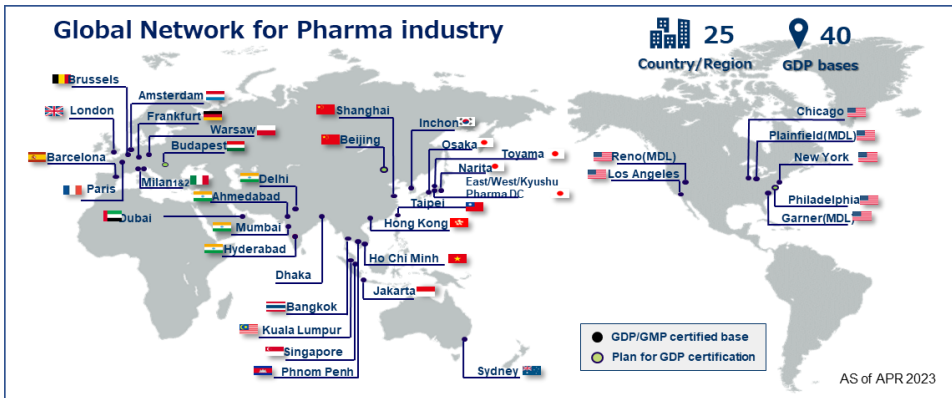 Global Network for Pharma industry
25
Country/Region
40
GDP bases
Brussels
Amsterdam
London
Frankfurt
Warsaw
Budapest
Barcelona
Paris
Milan1&2
Delhi
Ahmedabad
Dubai
Mumbai
Hyderabad
Dhaka
Bangkok
Kuala Lumpur
Singapore
Phnom Penh
Shanghai
Beijing
Inchon
Osaka
Toyama
Narita
East/West/Kyushu
Pharma DC
Taipei
Hong Kong
Ho Chi Minh
Jakarta
Sydney
Chicago
Plainfield(MDL)
Reno(MDL)
New York
Los Angeles
Philadelphia
Garner(MDL)
GDP/GMP certified base
Plan for GDP certification
AS of APR 2023